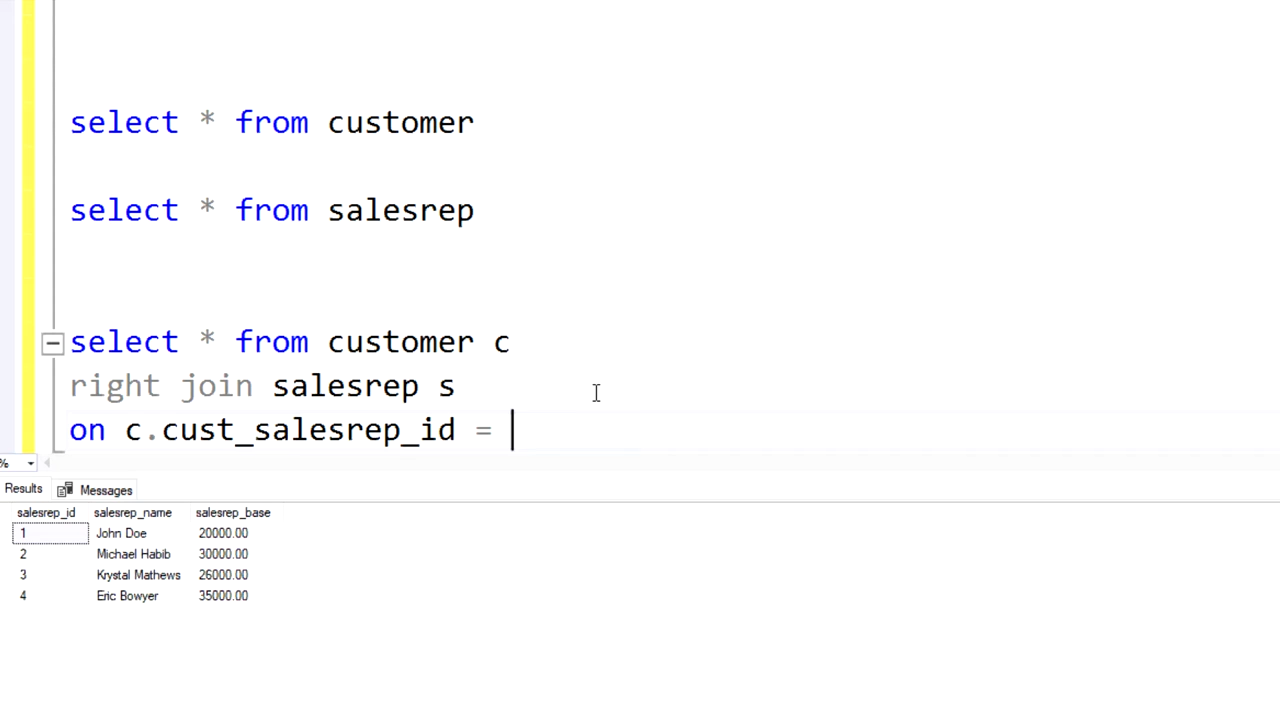 select * from customer
select * from salesrep
select * from customer c
right join salesrep s
on c.cust_salesrep_id =
%
Results Messages
salesrep_id salesrep_name salesrep_base
1 John Doe 20000.00
2 Michael Habib 30000.00
3 Krystal Mathews 26000.00
4 Eric Bowyer 35000.00